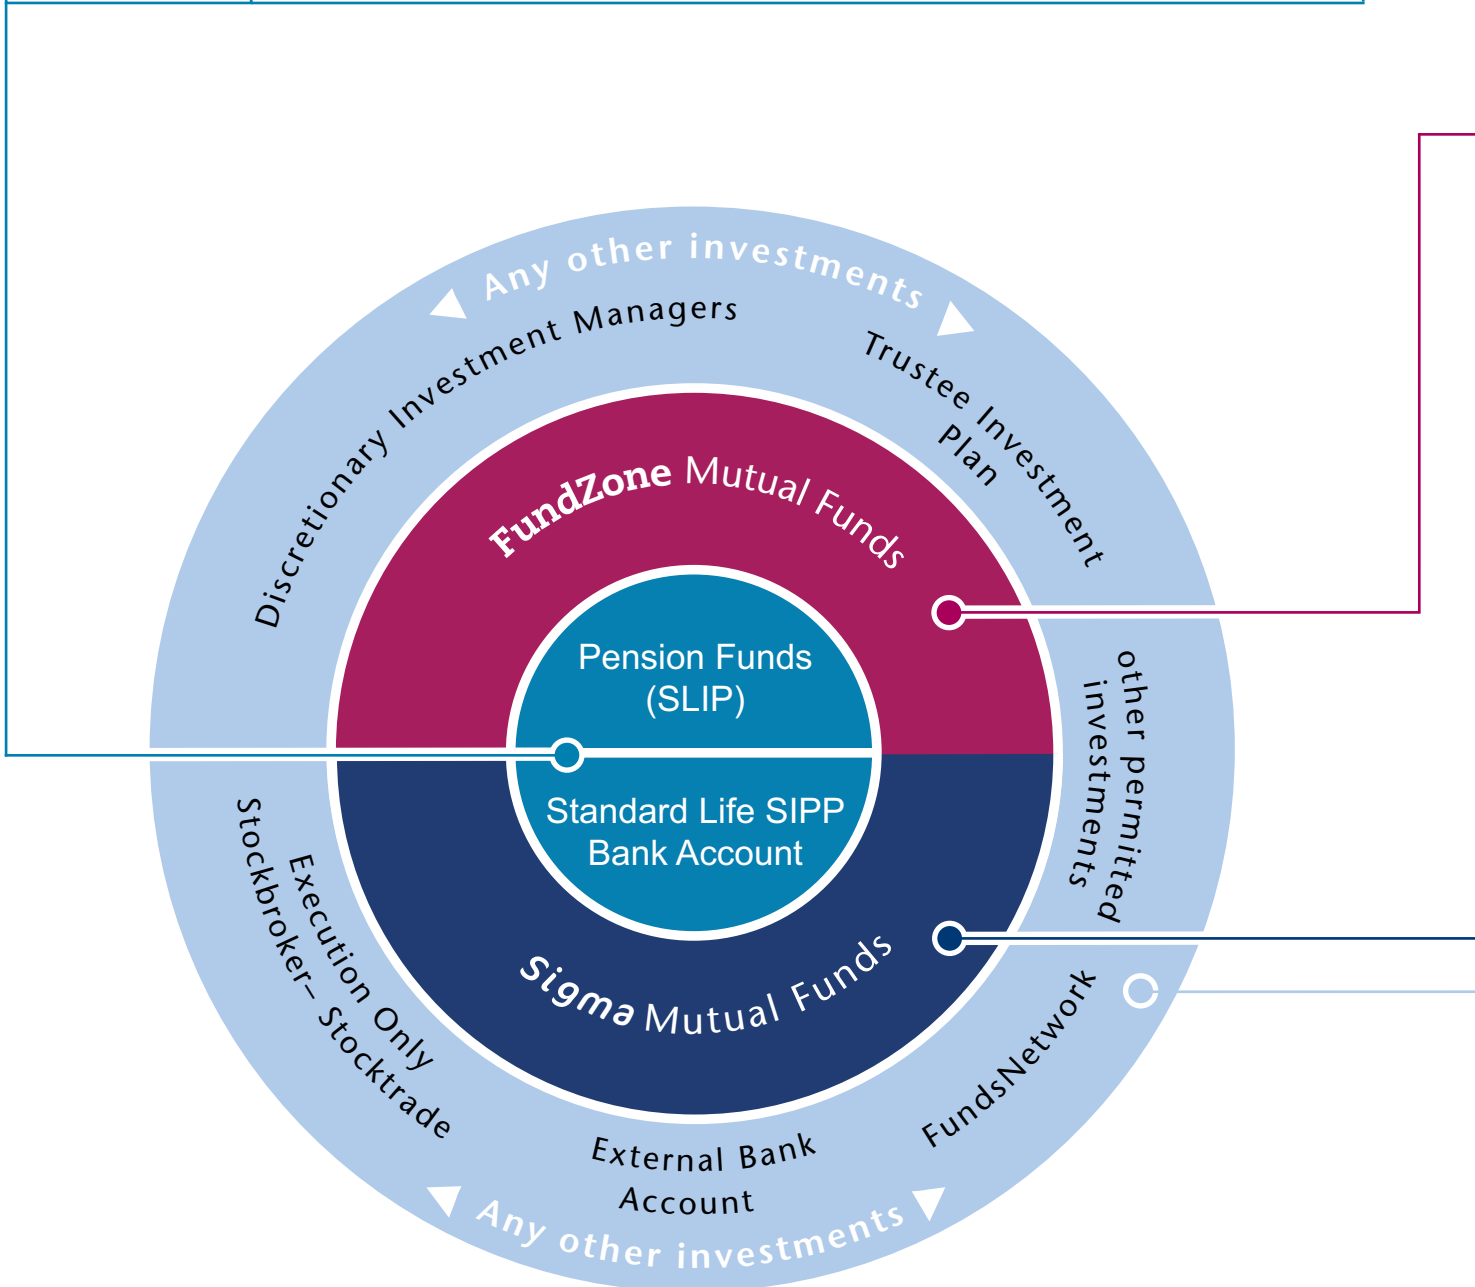 Any other investments
Discretionary Investment Managers
Trustee Investment
Plan
FundZone Mutual Funds
Pension Funds
(SLIP)
other permitted
investments
Standard Life SIPP
Bank Account
Execution Only
Stockbroker– Stocktrade
Sigma Mutual Funds
FundsNetwork
External Bank
Account
Any other investments